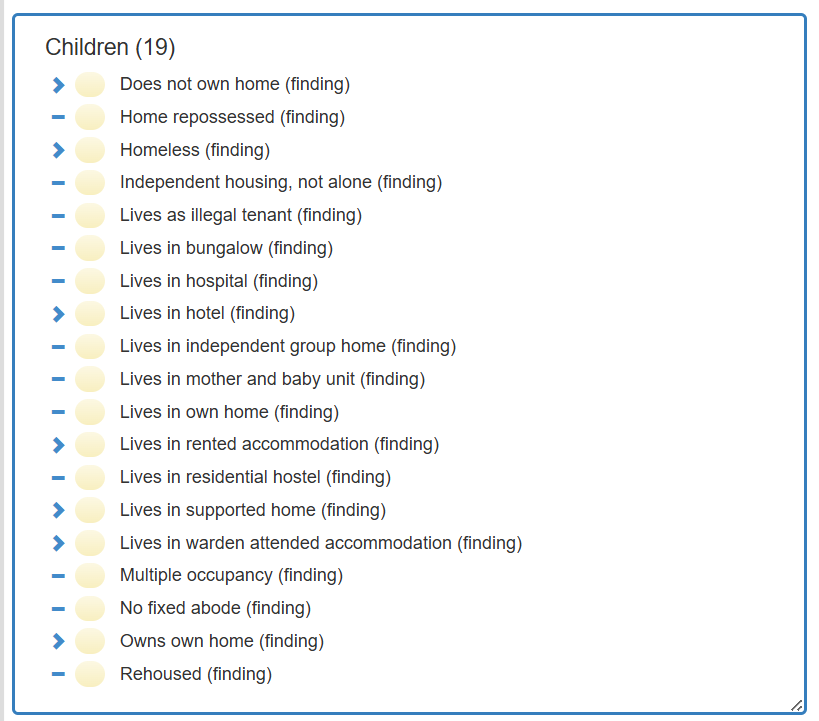 Children (19)
Does not own home (finding)
Home repossessed (finding)
Homeless (finding)
Independent housing, not alone (finding)
Lives as illegal tenant (finding)
Lives in bungalow (finding)
Lives in hospital (finding)
Lives in hotel (finding)
Lives in independent group home (finding)
Lives in mother and baby unit (finding)
Lives in own home (finding)
Lives in rented accommodation (finding)
Lives in residential hostel (finding)
Lives in supported home (finding)
Lives in warden attended accommodation (finding)
Multiple occupancy (finding)
No fixed abode (finding)
Owns own home (finding)
Rehoused (finding)